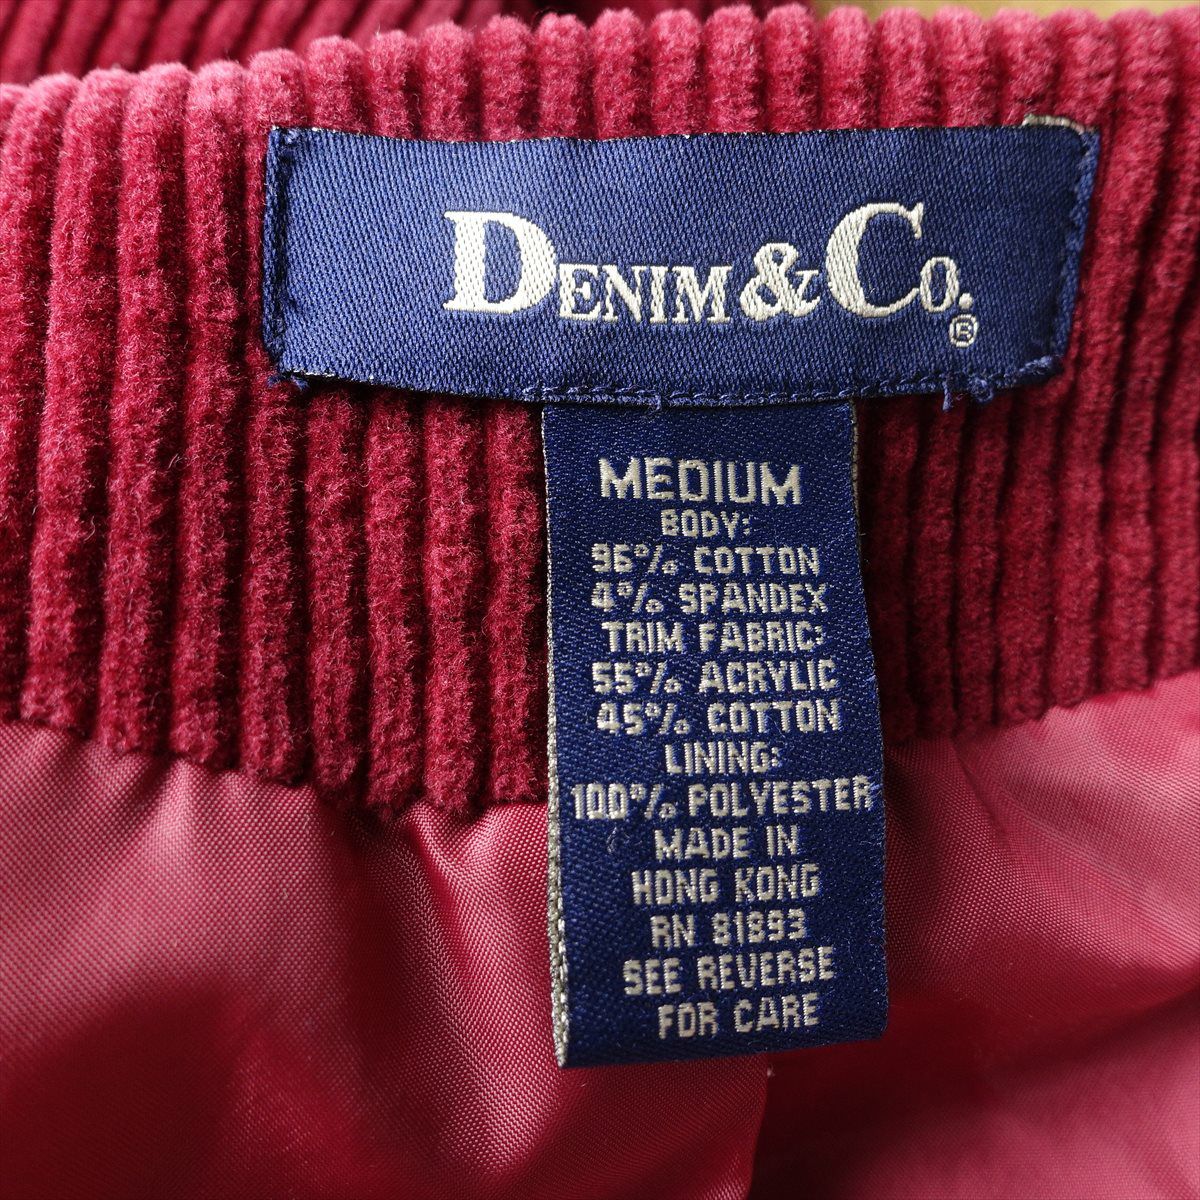 DENIM & CO.®
MEDIUM
BODY:
96% COTTON
4% SPANDEX
TRIM FABRIC:
55% ACRYLIC
45% COTTON
LINING:
100% POLYESTER
MADE IN
HONG KONG
RN 81893
SEE REVERSE
FOR CARE